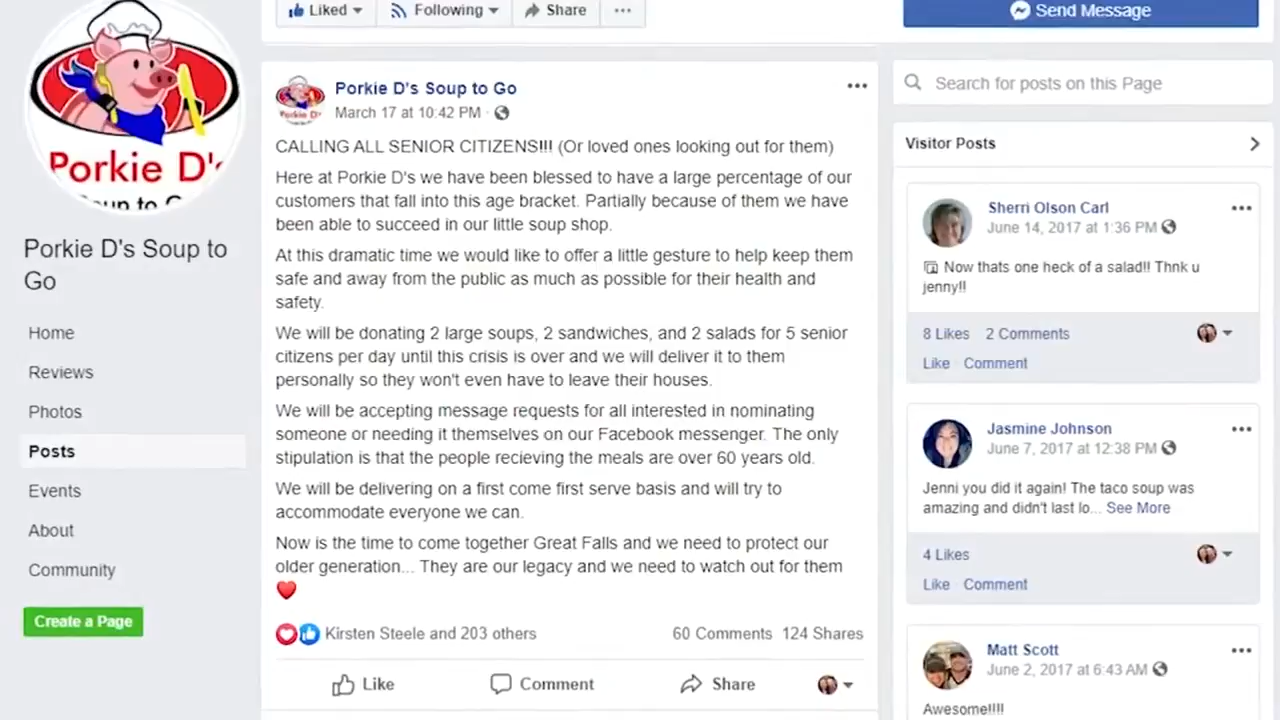 Liked
Following
Share
Send Message
Porkie D's
Porkie D's Soup to
Go
Home
Reviews
Photos
Posts
Events
About
Community
Create a Page
Porkie D's Soup to Go
March 17 at 10:42 PM ·
CALLING ALL SENIOR CITIZENS!!! (Or loved ones looking out for them)
Here at Porkie D's we have been blessed to have a large percentage of our
customers that fall into this age bracket. Partially because of them we have
been able to succeed in our little soup shop.
At this dramatic time we would like to offer a little gesture to help keep them
safe and away from the public as much as possible for their health and
safety.
We will be donating 2 large soups, 2 sandwiches, and 2 salads for 5 senior
citizens per day until this crisis is over and we will deliver it to them
personally so they won't even have to leave their houses.
We will be accepting message requests for all interested in nominating
someone or needing it themselves on our Facebook messenger. The only
stipulation is that the people recieving the meals are over 60 years old.
We will be delivering on a first come first serve basis and will try to
accommodate everyone we can.
Now is the time to come together Great Falls and we need to protect our
older generation... They are our legacy and we need to watch out for them
❤️
Kirsten Steele and 203 others
60 Comments 124 Shares
Like
Comment
Share
Search for posts on this Page
Visitor Posts
Sherri Olson Carl
June 14, 2017 at 1:36 PM
Now thats one heck of a salad!! Thnk u
jenny!!
8 Likes 2 Comments
Like · Comment
Jasmine Johnson
June 7, 2017 at 12:38 PM
Jenni you did it again! The taco soup was
amazing and didn't last lo... See More
4 Likes
Like · Comment
Matt Scott
June 2, 2017 at 6:43 AM
Awesome!!!!